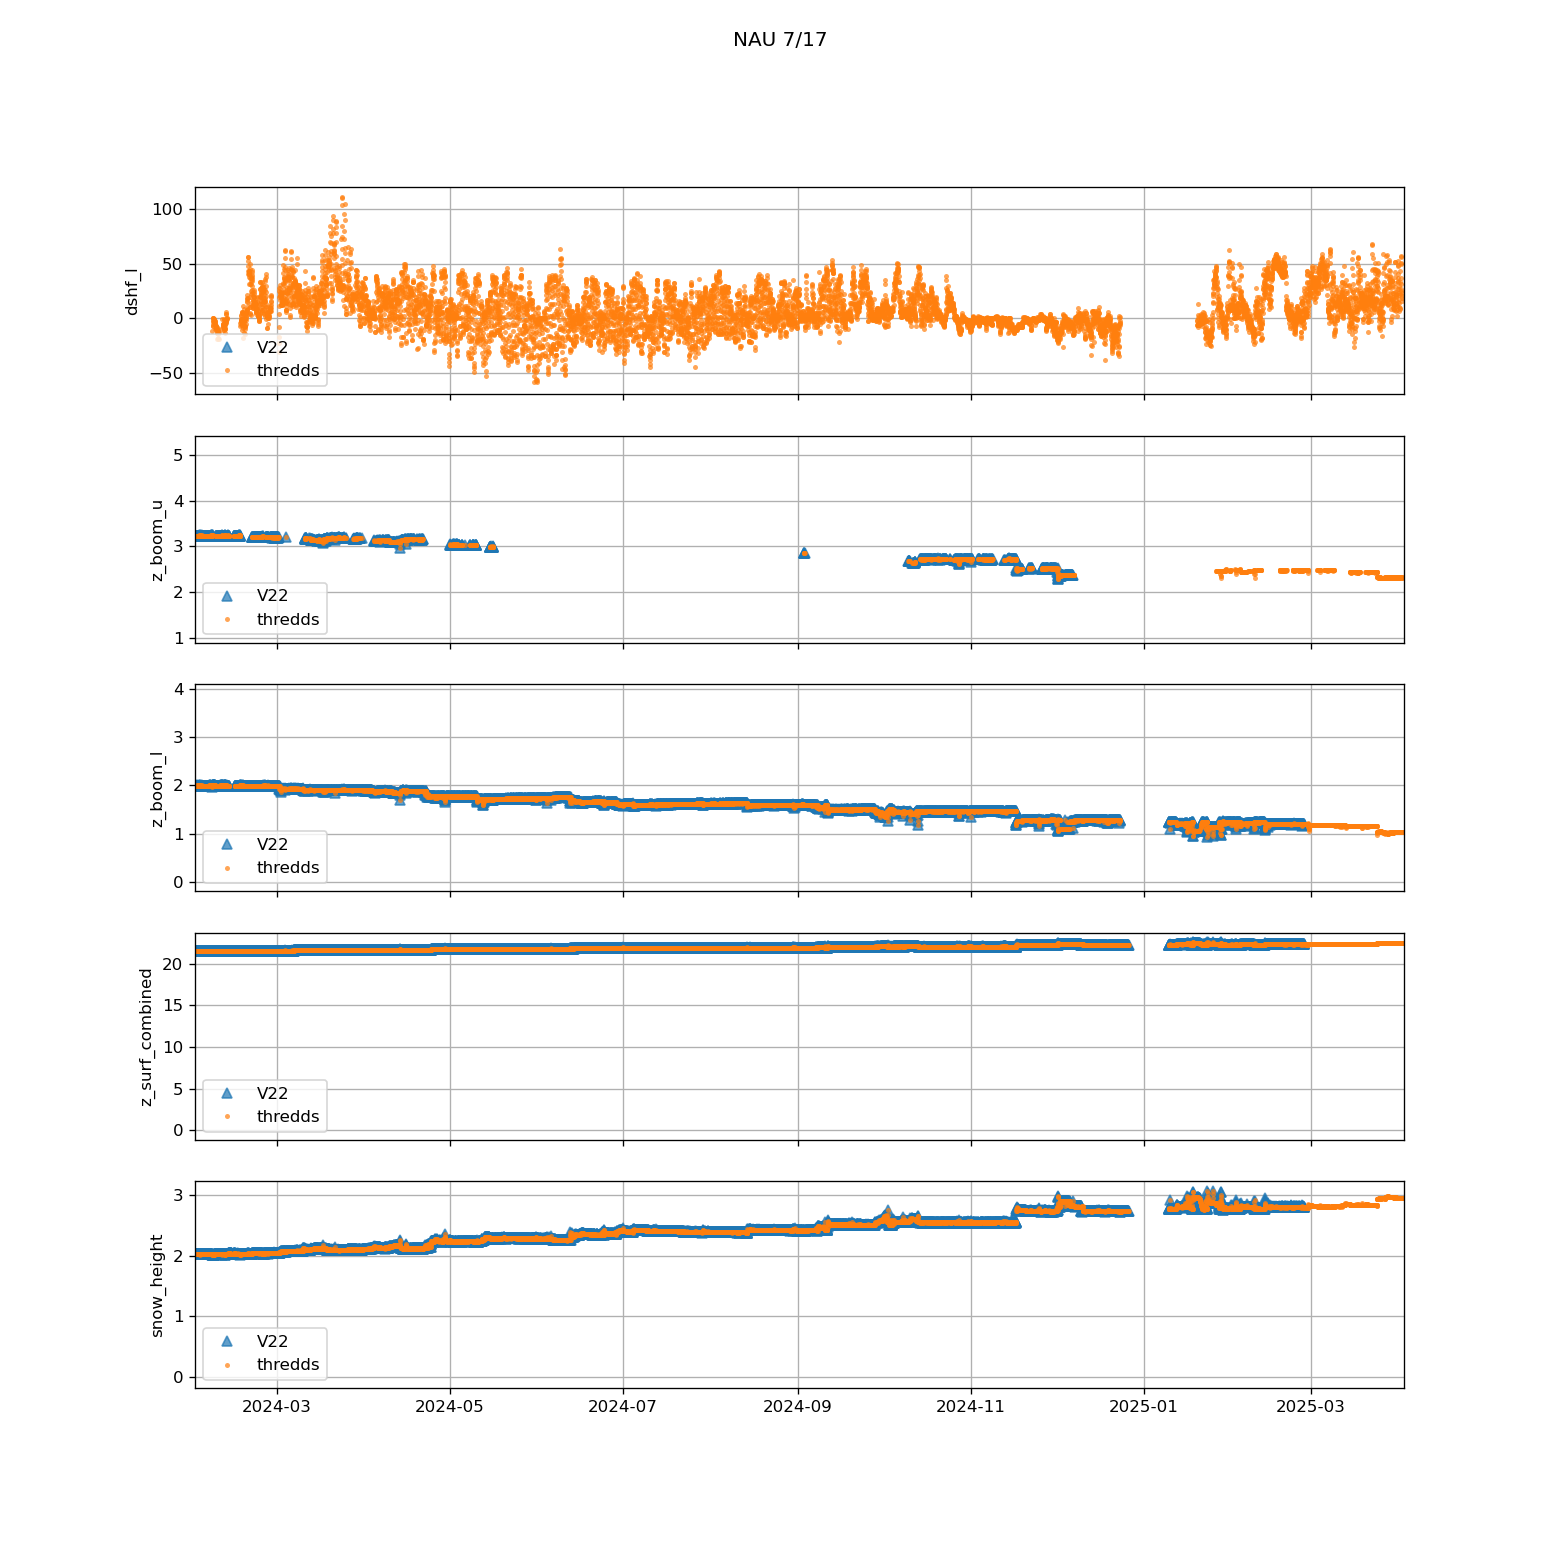 NAU 7/17
dshf_l
100
50
0
−50
V22
thredds
z_boom_u
5
4
3
2
1
V22
thredds
z_boom_l
4
3
2
1
0
V22
thredds
z_surf_combined
20
15
10
5
0
V22
thredds
snow_height
3
2
1
0
V22
thredds
2024-03
2024-05
2024-07
2024-09
2024-11
2025-01
2025-03